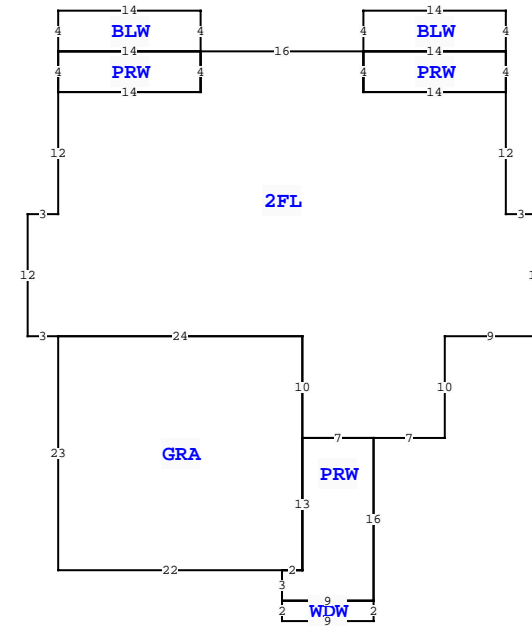 14 14
4 BLW 4 4 BLW 4
14 16 14
4 PRW 4 4 PRW 4
14 14
12 12
2FL
3 3
12
3 24 9
10 10
7 7
23 GRA PRW
13 16
22 2
3
9
2 WDW 2
9